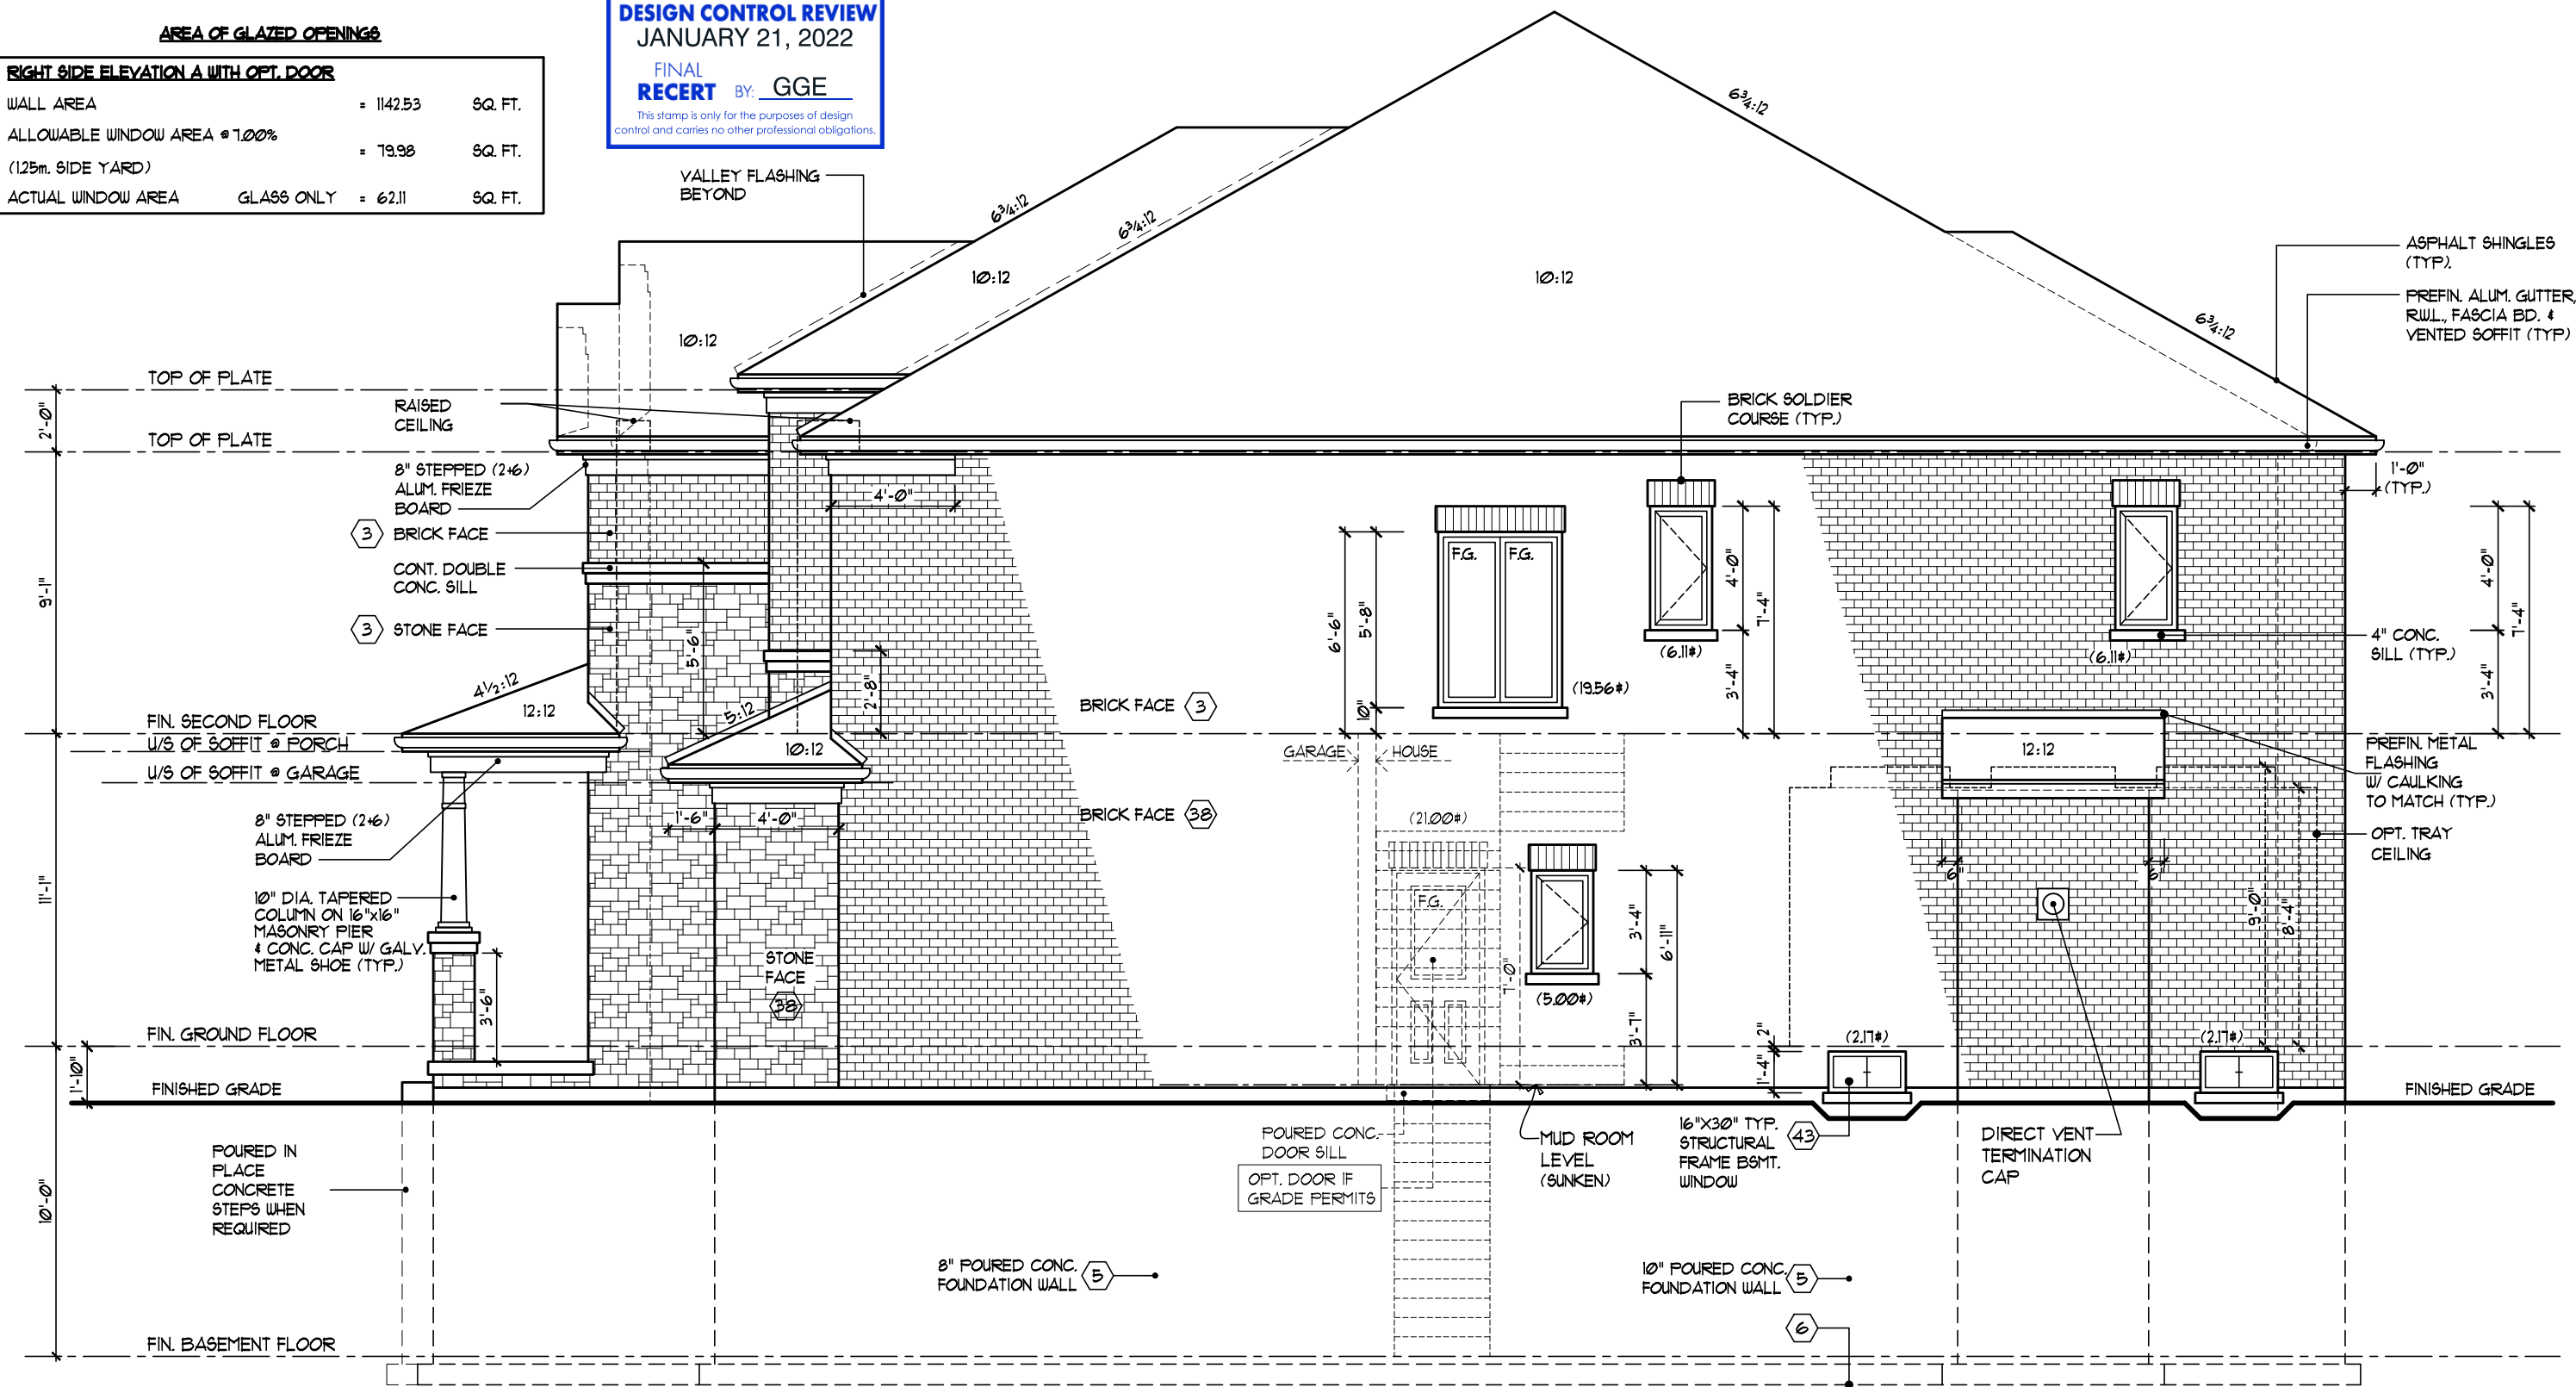 AREA OF GLAZED OPENINGS
RIGHT SIDE ELEVATION A WITH OPT. DOOR
WALL AREA = 1142.53 SQ. FT.
ALLOWABLE WINDOW AREA @ 7.00%
= 79.98 SQ. FT.
(1.25m. SIDE YARD)
ACTUAL WINDOW AREA GLASS ONLY = 62.11 SQ. FT.
DESIGN CONTROL REVIEW
JANUARY 21, 2022
FINAL
RECERT BY: GGE
This stamp is only for the purposes of design
control and carries no other professional obligations.
VALLEY FLASHING
BEYOND
6¾:12
6¾:12
6¾:12
6¾:12
10:12
10:12
10:12
ASPHALT SHINGLES
(TYP).
PREFIN. ALUM. GUTTER,
R.W.L., FASCIA BD. &
VENTED SOFFIT (TYP)
TOP OF PLATE
2'-0"
TOP OF PLATE
RAISED
CEILING
BRICK SOLDIER
COURSE (TYP.)
8" STEPPED (2+6)
ALUM. FRIEZE
BOARD
4'-0"
1'-0"
(TYP.)
3 BRICK FACE
CONT. DOUBLE
CONC. SILL
3 STONE FACE
9'-1"
5'-6"
2'-8"
F.G. F.G.
6'-6"
5'-8"
10"
(19.56#)
(6.11#)
4'-0"
3'-4"
7'-4"
(6.11#)
4'-0"
3'-4"
7'-4"
4" CONC.
SILL (TYP.)
4½:12
12:12
5:12
10:12
BRICK FACE 3
FIN. SECOND FLOOR
U/S OF SOFFIT @ PORCH
U/S OF SOFFIT @ GARAGE
GARAGE HOUSE
12:12
PREFIN. METAL
FLASHING
W/ CAULKING
TO MATCH (TYP.)
OPT. TRAY
CEILING
8" STEPPED (2+6)
ALUM. FRIEZE
BOARD
1'-6"
4'-0"
BRICK FACE 38
(21.00#)
6"
6"
F.G.
11'-1"
10" DIA. TAPERED
COLUMN ON 16"x16"
MASONRY PIER
& CONC. CAP W/ GALV.
METAL SHOE (TYP.)
3'-6"
STONE
FACE
38
7'-0"
(5.00#)
3'-4"
3'-7"
6'-11"
9'-0"
8'-4"
FIN. GROUND FLOOR
1'-10"
2"
1'-4"
(2.17#)
(2.17#)
FINISHED GRADE
FINISHED GRADE
POURED IN
PLACE
CONCRETE
STEPS WHEN
REQUIRED
POURED CONC.
DOOR SILL
OPT. DOOR IF
GRADE PERMITS
MUD ROOM
LEVEL
(SUNKEN)
16"X30" TYP.
STRUCTURAL
FRAME BSMT.
WINDOW
43
DIRECT VENT
TERMINATION
CAP
10'-0"
8" POURED CONC.
FOUNDATION WALL 5
10" POURED CONC.
FOUNDATION WALL 5
6
FIN. BASEMENT FLOOR